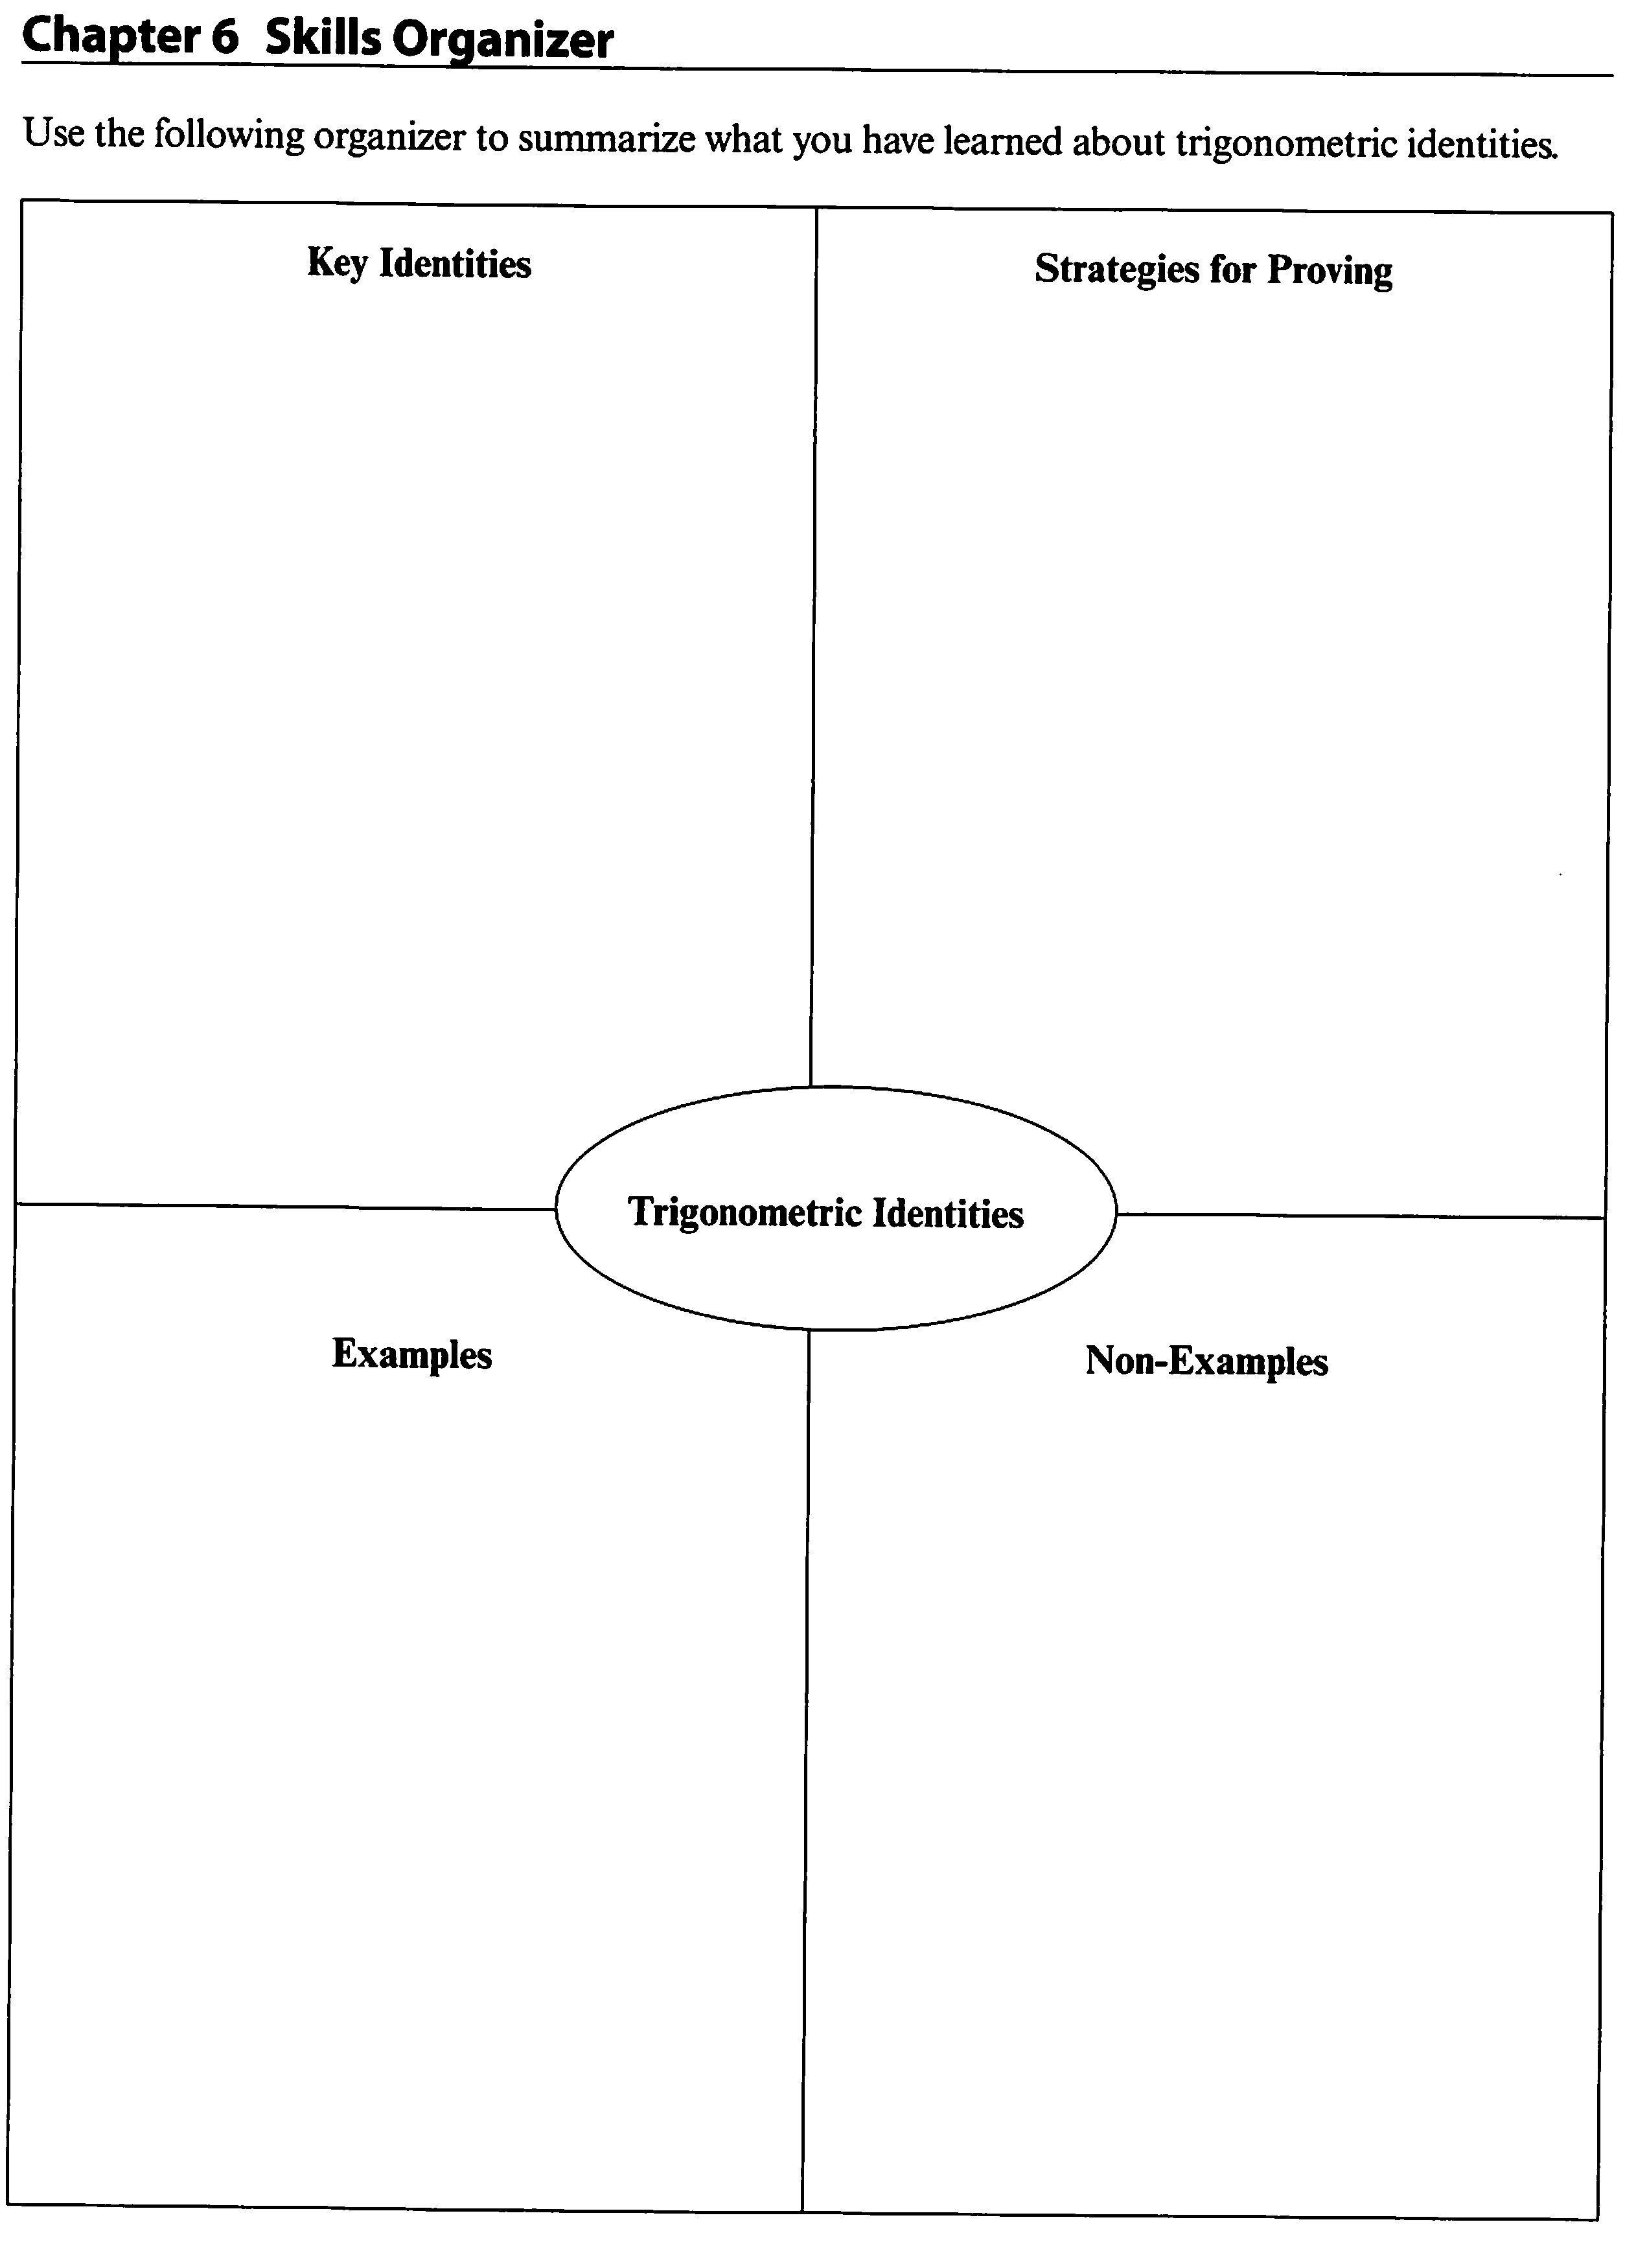 Chapter 6 Skills Organizer
Use the following organizer to summarize what you have learned about trigonometric identities.
Key Identities
Strategies for Proving
Trigonometric Identities
Examples
Non-Examples